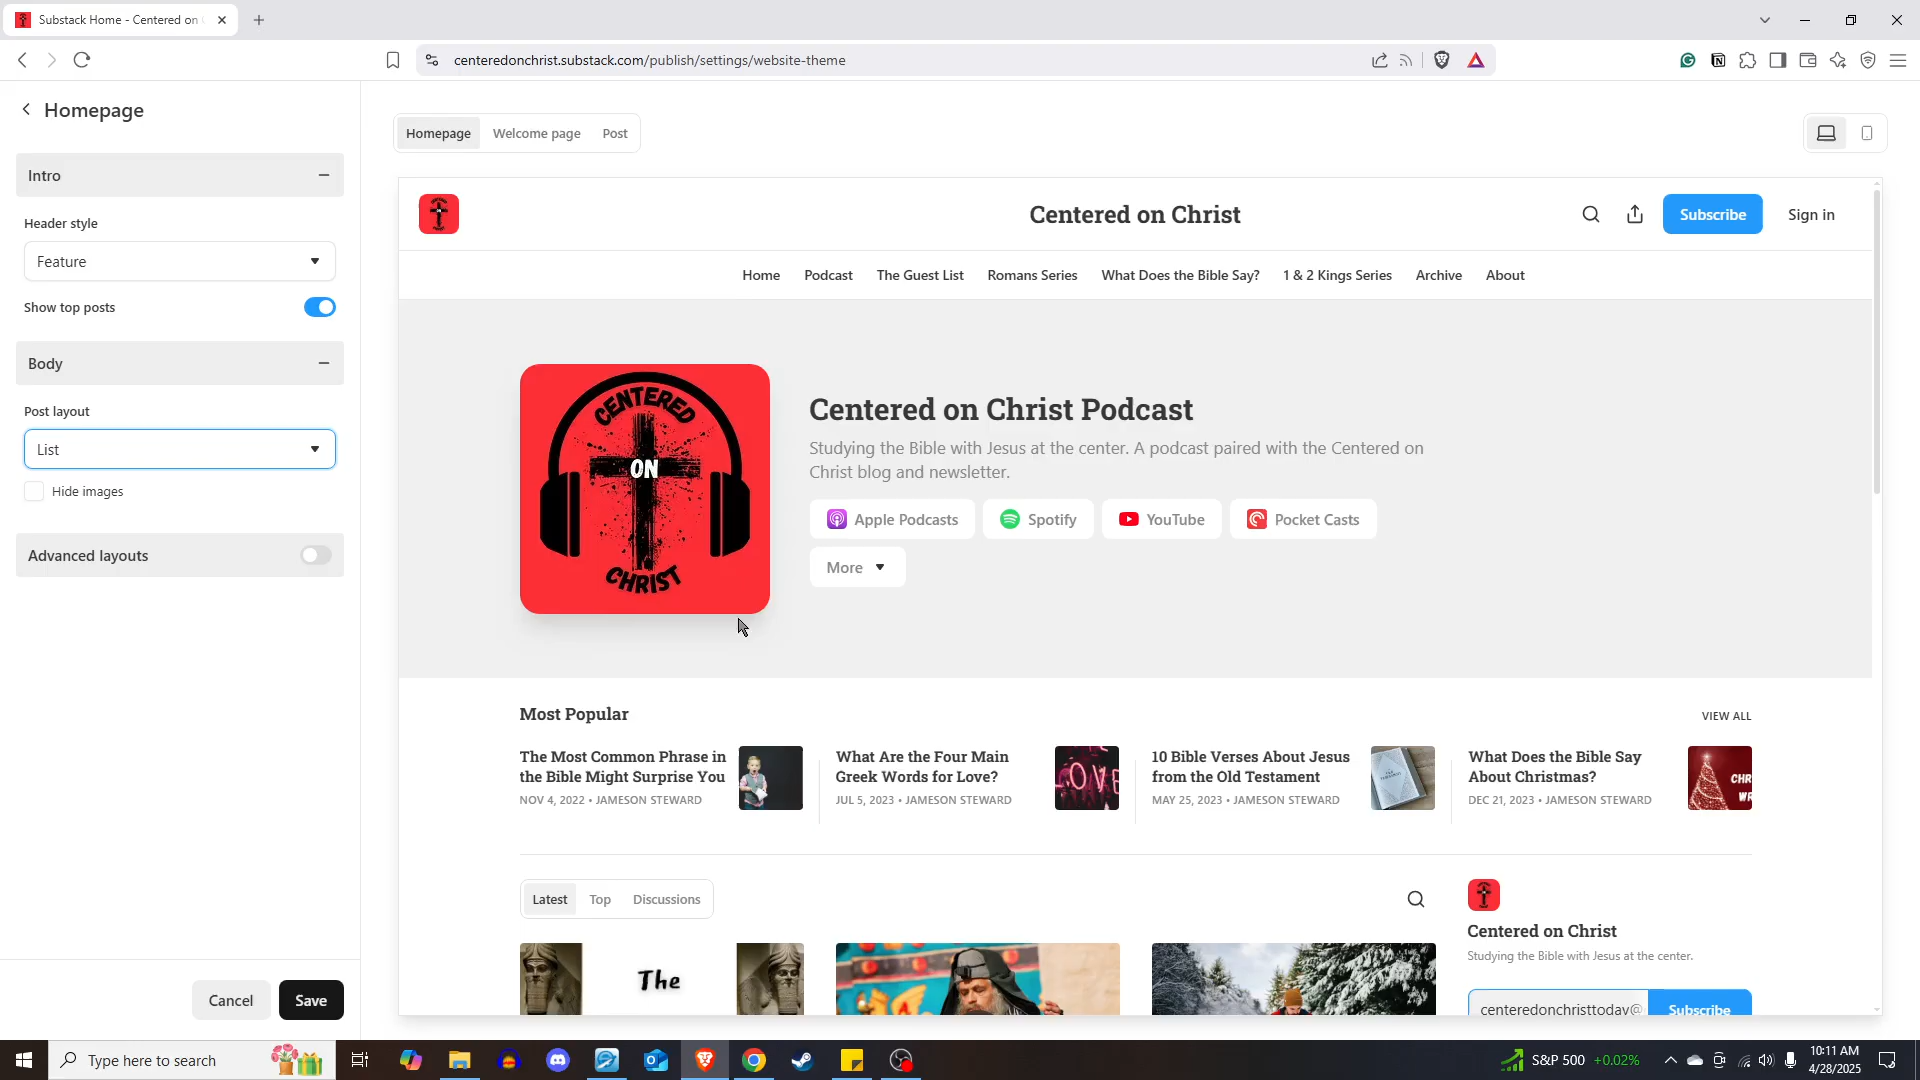 Substack Home - Centered on
centeredonchrist.substack.com/publish/settings/website-theme
Homepage
Intro
Header style
Feature
Show top posts
Body
Post layout
List
Hide images
Advanced layouts
Cancel
Save
Homepage
Welcome page
Post
Centered on Christ
Subscribe
Sign in
Home
Podcast
The Guest List
Romans Series
What Does the Bible Say?
1 & 2 Kings Series
Archive
About
CENTERED
ON
CHRIST
Centered on Christ Podcast
Studying the Bible with Jesus at the center. A podcast paired with the Centered on
Christ blog and newsletter.
Apple Podcasts
Spotify
YouTube
Pocket Casts
More
Most Popular
VIEW ALL
The Most Common Phrase in
the Bible Might Surprise You
NOV 4, 2022 • JAMESON STEWARD
What Are the Four Main
Greek Words for Love?
JUL 5, 2023 • JAMESON STEWARD
10 Bible Verses About Jesus
from the Old Testament
MAY 25, 2023 • JAMESON STEWARD
What Does the Bible Say
About Christmas?
DEC 21, 2023 • JAMESON STEWARD
Latest
Top
Discussions
The
Centered on Christ
Studying the Bible with Jesus at the center.
centeredonchristtoday@
Subscribe
Type here to search
S&P 500 +0.02%
10:11 AM
4/28/2025